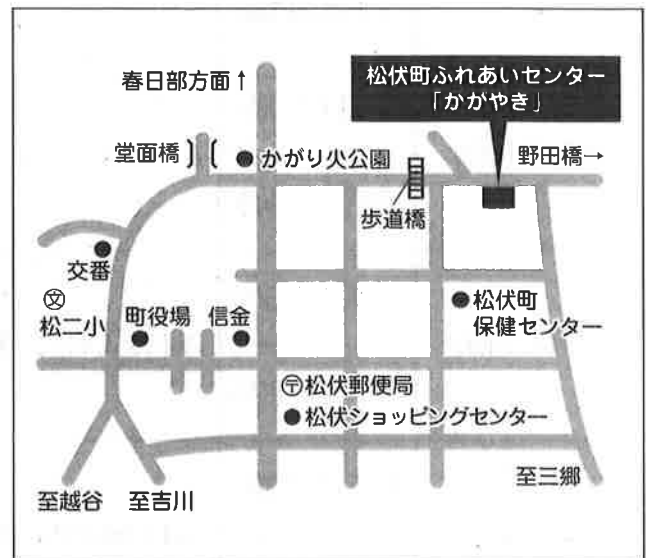 春日部方面↑
松伏町ふれあいセンター
「かがやき」
堂面橋
かがり火公園
野田橋→
歩道橋
交番
文
松二小
町役場
信金
松伏町
保健センター
〒松伏郵便局
松伏ショッピングセンター
至越谷
至吉川
至三郷